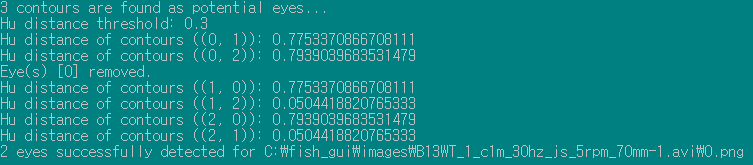 3 contours are found as potential eyes...
Hu distance threshold: 0.3
Hu distance of contours ((0, 1)): 0.7753370866708111
Hu distance of contours ((0, 2)): 0.7939039683531479
Eye(s) [0] removed.
Hu distance of contours ((1, 0)): 0.7753370866708111
Hu distance of contours ((1, 2)): 0.0504418820765333
Hu distance of contours ((2, 0)): 0.7939039683531479
Hu distance of contours ((2, 1)): 0.0504418820765333
2 eyes successfully detected for C:₩fish_gui₩images₩B13₩T_1_c1m_30hz_js_5rpm_70mm-1.avi₩0.png